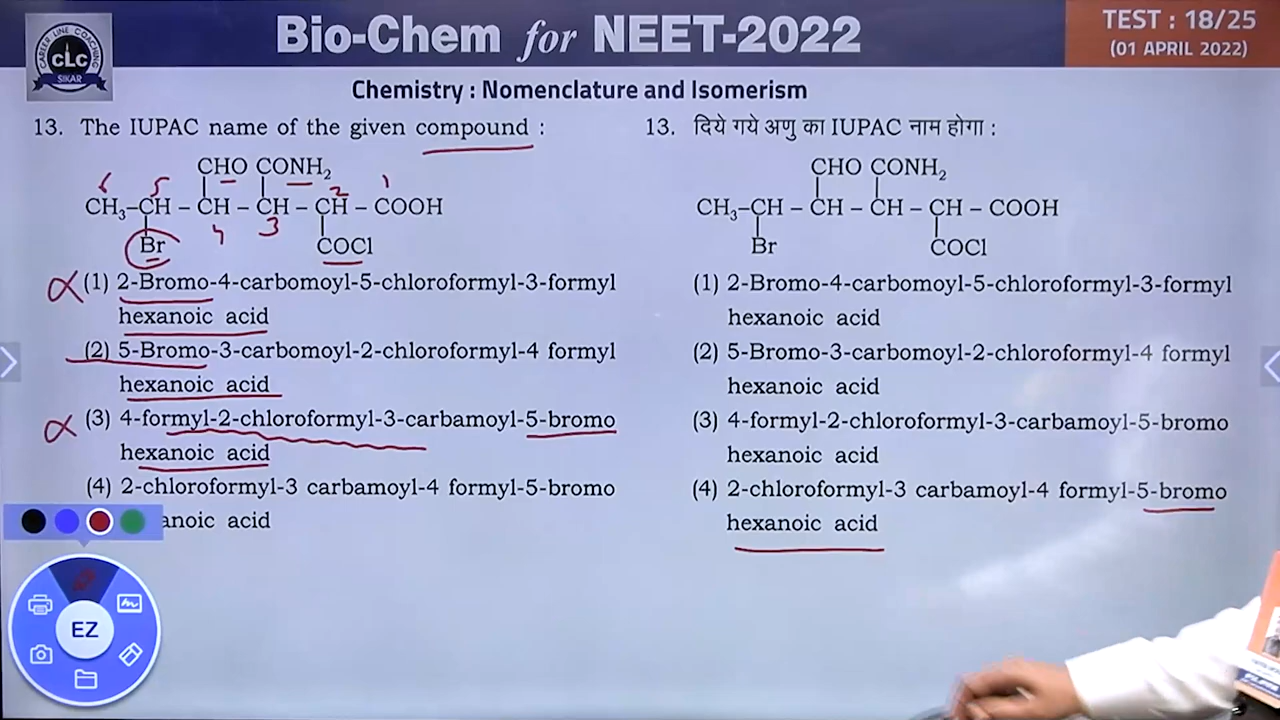 CAREER LINE COACHING
CLC
SIKAR
Bio-Chem for NEET-2022
TEST : 18/25
(01 APRIL 2022)
Chemistry : Nomenclature and Isomerism
13. The IUPAC name of the given compound :
CHO CONH₂
6 5 2 1
CH₃–CH – CH – CH – CH – COOH
4 3
Br COCl
(1) 2-Bromo-4-carbomoyl-5-chloroformyl-3-formyl
hexanoic acid
(2) 5-Bromo-3-carbomoyl-2-chloroformyl-4 formyl
hexanoic acid
(3) 4-formyl-2-chloroformyl-3-carbamoyl-5-bromo
hexanoic acid
(4) 2-chloroformyl-3 carbamoyl-4 formyl-5-bromo
anoic acid
EZ
13. दिये गये अणु का IUPAC नाम होगा :
CHO CONH₂
CH₃–CH – CH – CH – CH – COOH
Br COCl
(1) 2-Bromo-4-carbomoyl-5-chloroformyl-3-formyl
hexanoic acid
(2) 5-Bromo-3-carbomoyl-2-chloroformyl-4 formyl
hexanoic acid
(3) 4-formyl-2-chloroformyl-3-carbamoyl-5-bromo
hexanoic acid
(4) 2-chloroformyl-3 carbamoyl-4 formyl-5-bromo
hexanoic acid